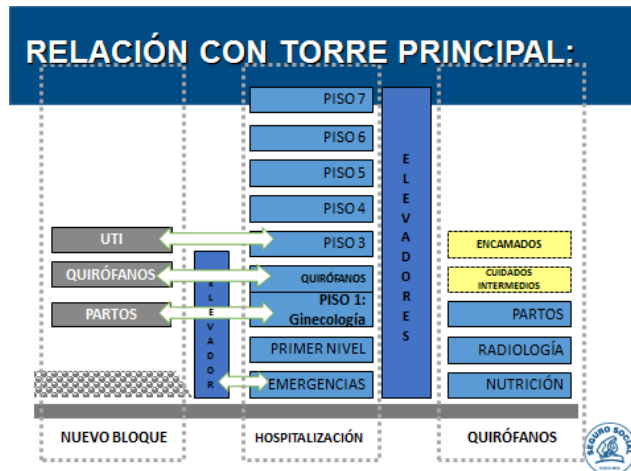 RELACIÓN CON TORRE PRINCIPAL:
PISO 7
PISO 6
PISO 5
PISO 4
PISO 3
QUIRÓFANOS
PISO 1:
Ginecología
PRIMER NIVEL
EMERGENCIAS
ELEVADORES
UTI
QUIRÓFANOS
PARTOS
ELEVADOR
ENCAMADOS
CUIDADOS
INTERMEDIOS
PARTOS
RADIOLOGÍA
NUTRICIÓN
NUEVO BLOQUE
HOSPITALIZACIÓN
QUIRÓFANOS
SEGURO SOCIAL